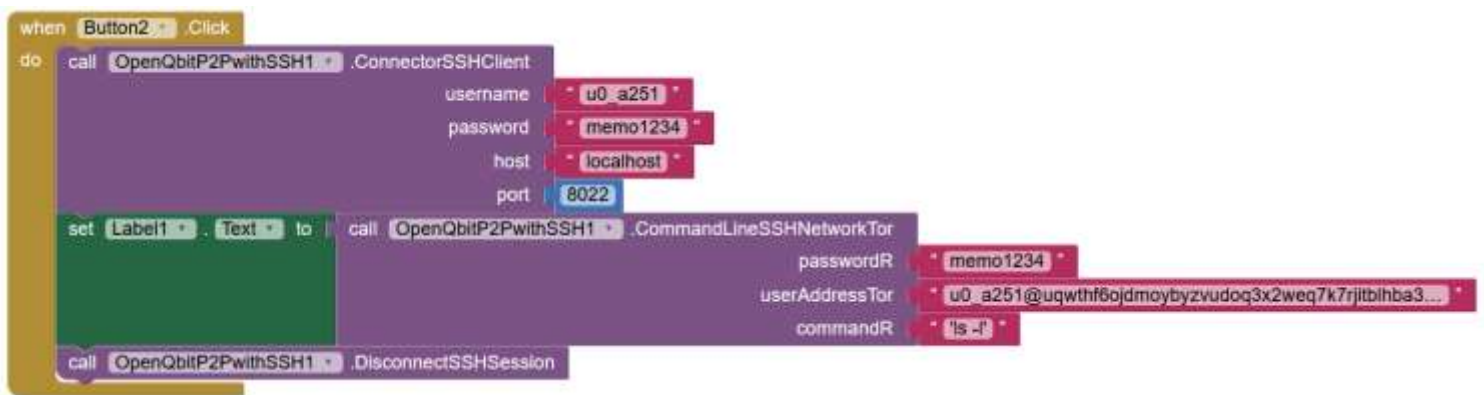 when Button2 .Click
do call OpenQbitP2PwithSSH1 .ConnectorSSHClient
username " u0_a251 "
password " memo1234 "
host " localhost "
port 8022
set Label1 . Text to call OpenQbitP2PwithSSH1 .CommandLineSSHNetworkTor
passwordR " memo1234 "
userAddressTor " u0_a251@uqwthf6ojdmoybyzvudoq3x2weq7k7rjitblhba3... "
commandR " 'ls -l' "
call OpenQbitP2PwithSSH1 .DisconnectSSHSession